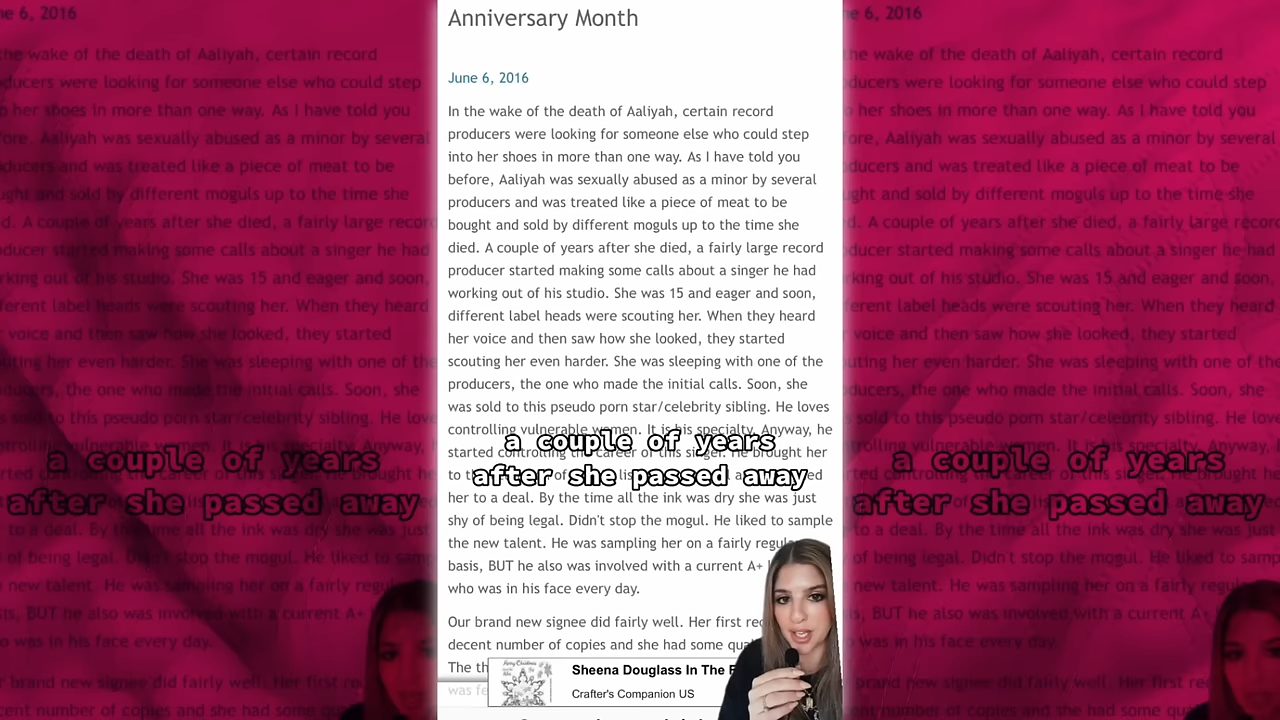 Anniversary Month
June 6, 2016
In the wake of the death of Aaliyah, certain record
producers were looking for someone else who could step
into her shoes in more than one way. As I have told you
before, Aaliyah was sexually abused as a minor by several
producers and was treated like a piece of meat to be
bought and sold by different moguls up to the time she
died. A couple of years after she died, a fairly large record
producer started making some calls about a singer he had
working out of his studio. She was 15 and eager and soon,
different label heads were scouting her. When they heard
her voice and then saw how she looked, they started
scouting her even harder. She was sleeping with one of the
producers, the one who made the initial calls. Soon, she
was sold to this pseudo porn star/celebrity sibling. He loves
controlling vulnerable women. It is his specialty. Anyway, he
started controlling the career of this singer. He brought her
a couple of years
after she passed away
her to a deal. By the time all the ink was dry she was just
shy of being legal. Didn't stop the mogul. He liked to sample
the new talent. He was sampling her on a fairly
basis, BUT he also was involved with a current A+
who was in his face every day.
Our brand new signee did fairly well. Her first
decent number of copies and she had some
Sheena Douglass In The
Crafter's Companion US